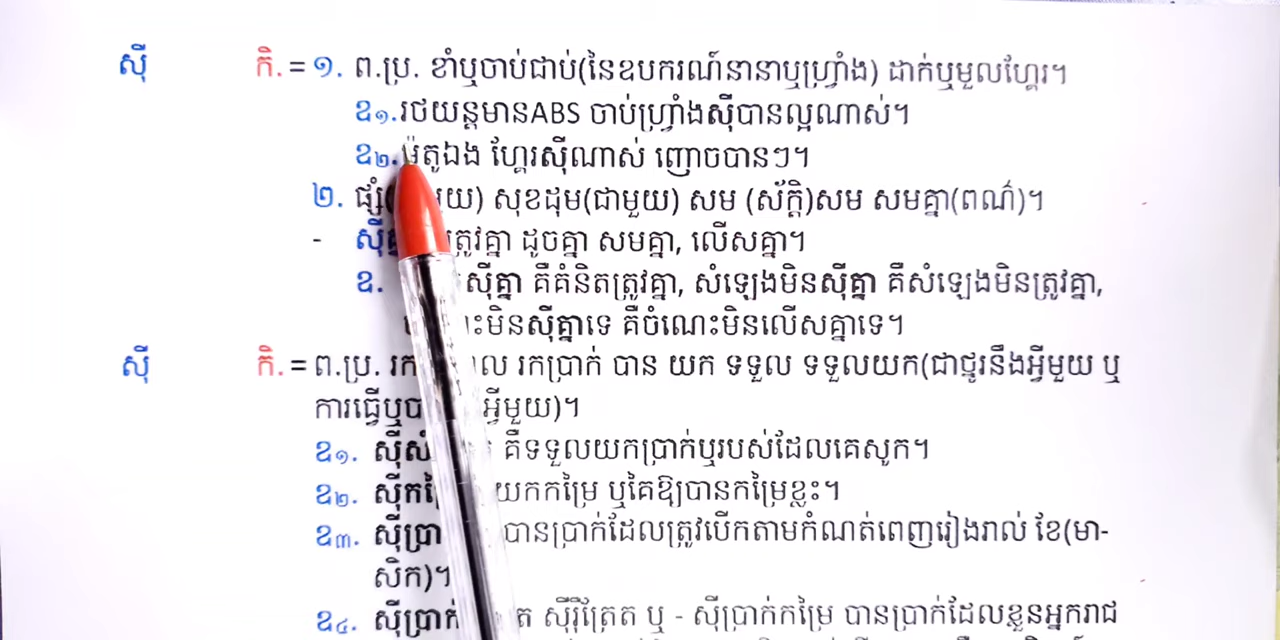 ស៊ី កិ. = ១. ព.ប្រ. ខាំឬចាប់ជាប់(នៃឧបករណ៍នានាឬហ្វ្រាំង) ដាក់ឬមួលហ្គែរ។
ឧ១.រថយន្តមានABS ចាប់ហ្វ្រាំងស៊ីបានល្អណាស់។
ឧ២.ម៉ូតូឯង ហ្គែរស៊ីណាស់ ញោចបានៗ។
២. ផ្សំ( មួយ) សុខដុម(ជាមួយ) សម (ស័ក្តិ)សម សមគ្នា(ពណ៌)។
- ស៊ី ត្រូវគ្នា ដូចគ្នា សមគ្នា, លើសគ្នា។
ឧ. ស៊ីគ្នា គឺគំនិតត្រូវគ្នា, សំឡេងមិនស៊ីគ្នា គឺសំឡេងមិនត្រូវគ្នា,
មិនស៊ីគ្នាទេ គឺចំណេះមិនលើសគ្នាទេ។
ស៊ី កិ. = ព.ប្រ. រក រកប្រាក់ បាន យក ទទួល ទទួលយក(ជាថ្នូរនឹងអ្វីមួយ ឬ
ការធ្វើឬ អ្វីមួយ)។
ឧ១. ស៊ី គឺទទួលយកប្រាក់ឬរបស់ដែលគេសូក។
ឧ២. ស៊ី យកកម្រៃ ឬគៃឱ្យបានកម្រៃខ្លះ។
ឧ៣. ស៊ីប្រា បានប្រាក់ដែលត្រូវបើកតាមកំណត់ពេញរៀងរាល់ ខែ(មា-
សិក)។
ឧ៤. ស៊ីប្រាក់ ស៊ីរ៉ឺត្រែត ឬ - ស៊ីប្រាក់កម្រៃ បានប្រាក់ដែលខ្លួនអ្នករាជ